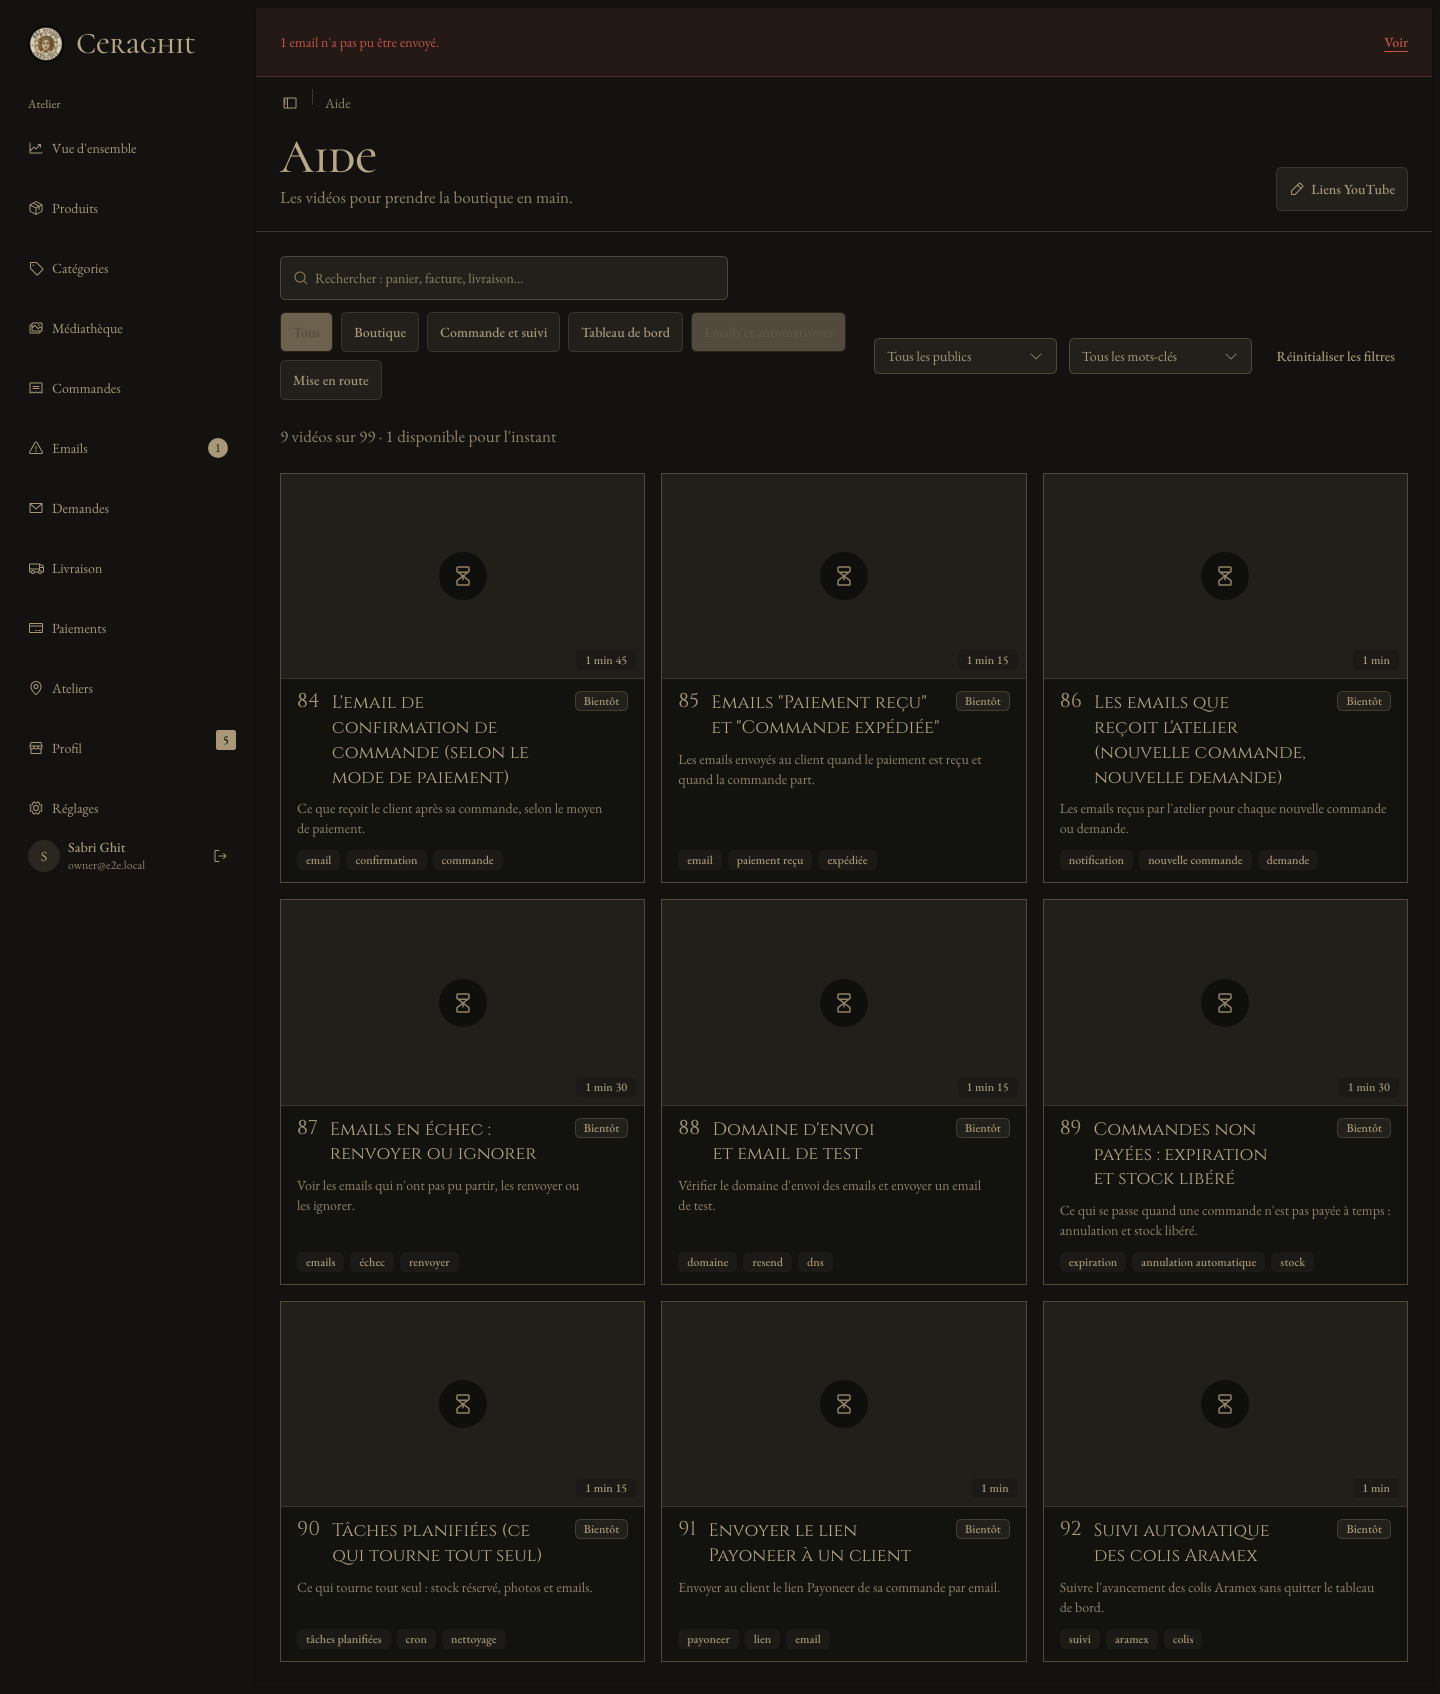 Ceraghit
Atelier
Vue d'ensemble
Produits
Catégories
Médiathèque
Commandes
Emails
1
Demandes
Livraison
Paiements
Ateliers
Profil
5
Réglages
S
Sabri Ghit
owner@e2e.local
1 email n'a pas pu être envoyé.
Voir
Aide
Aide
Les vidéos pour prendre la boutique en main.
Liens YouTube
Rechercher : panier, facture, livraison...
Tous
Boutique
Commande et suivi
Tableau de bord
Emails et automatismes
Mise en route
Tous les publics
Tous les mots-clés
Réinitialiser les filtres
9 vidéos sur 99 · 1 disponible pour l'instant
1 min 45
84 L'email de
confirmation de
commande (selon le
mode de paiement)
Bientôt
Ce que reçoit le client après sa commande, selon le moyen
de paiement.
email confirmation commande
1 min 15
85 Emails "Paiement reçu"
et "Commande expédiée"
Bientôt
Les emails envoyés au client quand le paiement est reçu et
quand la commande part.
email paiement reçu expédiée
1 min
86 Les emails que
reçoit l'atelier
(nouvelle commande,
nouvelle demande)
Bientôt
Les emails reçus par l'atelier pour chaque nouvelle commande
ou demande.
notification nouvelle commande demande
1 min 30
87 Emails en échec :
renvoyer ou ignorer
Bientôt
Voir les emails qui n'ont pas pu partir, les renvoyer ou
les ignorer.
emails échec renvoyer
1 min 15
88 Domaine d'envoi
et email de test
Bientôt
Vérifier le domaine d'envoi des emails et envoyer un email
de test.
domaine resend dns
1 min 30
89 Commandes non
payées : expiration
et stock libéré
Bientôt
Ce qui se passe quand une commande n'est pas payée à temps :
annulation et stock libéré.
expiration annulation automatique stock
1 min 15
90 Tâches planifiées (ce
qui tourne tout seul)
Bientôt
Ce qui tourne tout seul : stock réservé, photos et emails.
tâches planifiées cron nettoyage
1 min
91 Envoyer le lien
Payoneer à un client
Bientôt
Envoyer au client le lien Payoneer de sa commande par email.
payoneer lien email
1 min
92 Suivi automatique
des colis Aramex
Bientôt
Suivre l'avancement des colis Aramex sans quitter le tableau
de bord.
suivi aramex colis